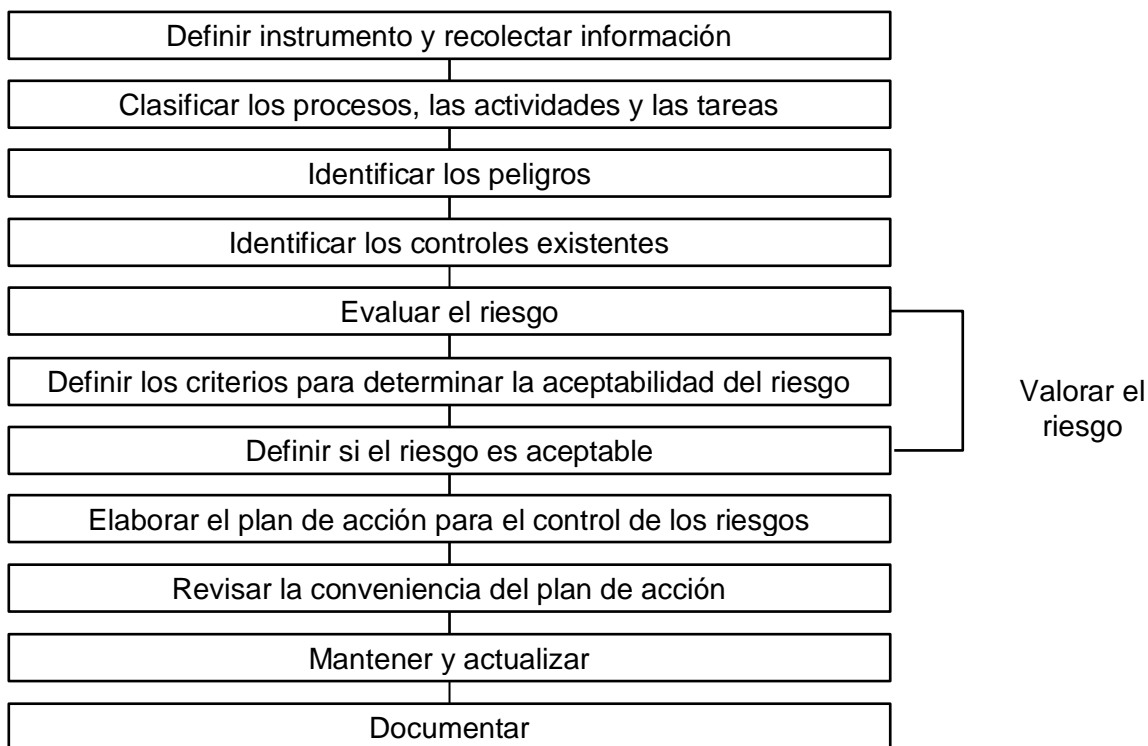 Definir instrumento y recolectar información
Clasificar los procesos, las actividades y las tareas
Identificar los peligros
Identificar los controles existentes
Evaluar el riesgo
Definir los criterios para determinar la aceptabilidad del riesgo
Valorar el
riesgo
Definir si el riesgo es aceptable
Elaborar el plan de acción para el control de los riesgos
Revisar la conveniencia del plan de acción
Mantener y actualizar
Documentar